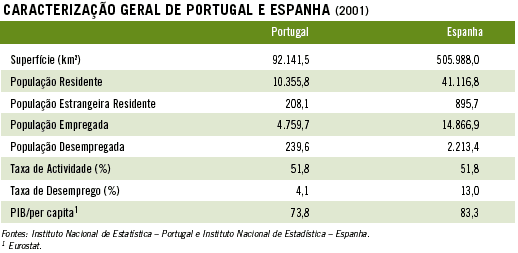 CARACTERIZAÇÃO GERAL DE PORTUGAL E ESPANHA (2001)
Portugal Espanha
Superfície (km²) 92.141,5 505.988,0
População Residente 10.355,8 41.116,8
População Estrangeira Residente 208,1 895,7
População Empregada 4.759,7 14.866,9
População Desempregada 239,6 2.213,4
Taxa de Actividade (%) 51,8 51,8
Taxa de Desemprego (%) 4,1 13,0
PIB/per capita¹ 73,8 83,3
Fontes: Instituto Nacional de Estatística – Portugal e Instituto Nacional de Estadística – Espanha.
¹ Eurostat.